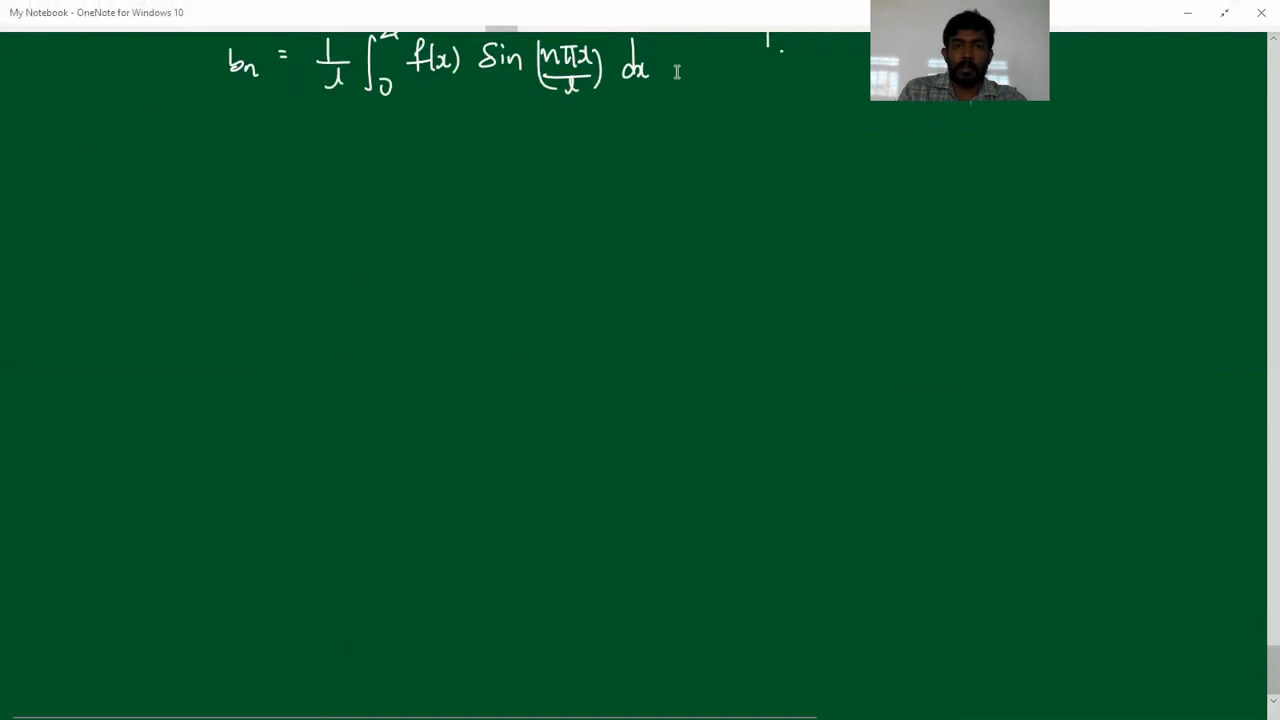 My Notebook - OneNote for Windows 10
bn = 1/l ∫0 f(x) Sin (nπx/l) dx